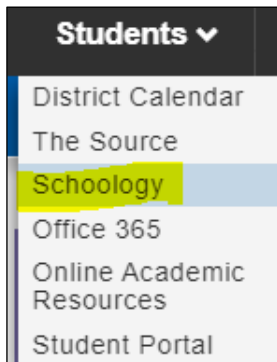 Students
District Calendar
The Source
Schoology
Office 365
Online Academic
Resources
Student Portal